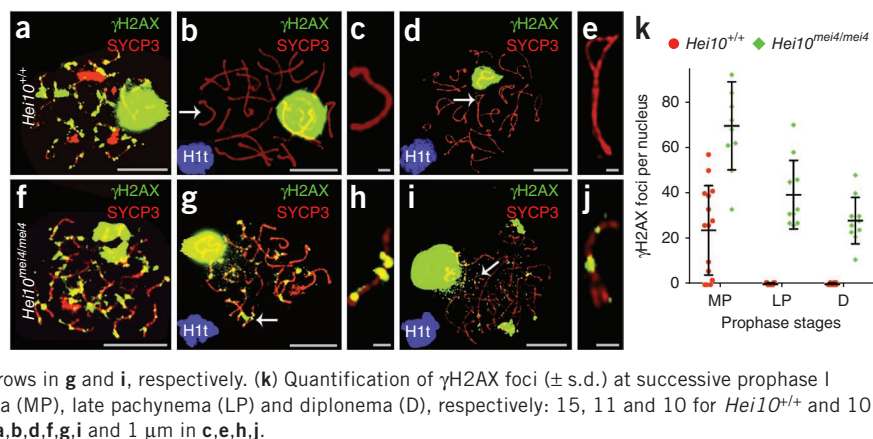 a γH2AX SYCP3
b γH2AX SYCP3
c
d γH2AX SYCP3
e
Hei10+/+
H1t
H1t
f γH2AX SYCP3
g γH2AX SYCP3
h
i γH2AX SYCP3
j
Hei10mei4/mei4
H1t
H1t
k
Hei10+/+ Hei10mei4/mei4
γH2AX foci per nucleus
80
60
40
20
0
MP LP D
Prophase stages
rows in g and i, respectively. (k) Quantification of γH2AX foci (± s.d.) at successive prophase I
a (MP), late pachynema (LP) and diplonema (D), respectively: 15, 11 and 10 for Hei10+/+ and 10
a,b,d,f,g,i and 1 μm in c,e,h,j.